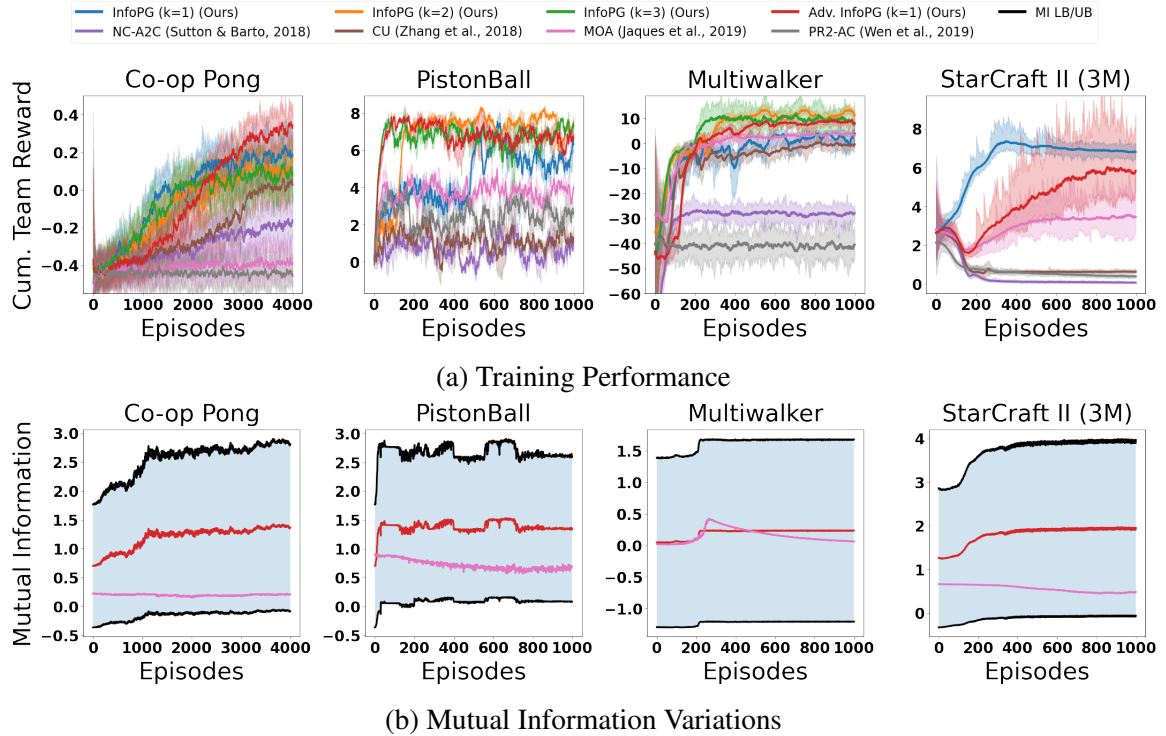 InfoPG (k=1) (Ours) InfoPG (k=2) (Ours) InfoPG (k=3) (Ours) Adv. InfoPG (k=1) (Ours) MI LB/UB
NC-A2C (Sutton & Barto, 2018) CU (Zhang et al., 2018) MOA (Jaques et al., 2019) PR2-AC (Wen et al., 2019)
Co-op Pong PistonBall Multiwalker StarCraft II (3M)
Cum. Team Reward
0.4
0.2
0.0
−0.2
−0.4
0 1000 2000 3000 4000
Episodes
8
6
4
2
0
0 200 400 600 800 1000
Episodes
10
0
−10
−20
−30
−40
−50
−60
0 200 400 600 800 1000
Episodes
8
6
4
2
0
0 200 400 600 800 1000
Episodes
(a) Training Performance
Co-op Pong PistonBall Multiwalker StarCraft II (3M)
Mutual Information
3.0
2.5
2.0
1.5
1.0
0.5
0.0
−0.5
0 1000 2000 3000 4000
Episodes
3.0
2.5
2.0
1.5
1.0
0.5
0.0
−0.5
0 200 400 600 800 1000
Episodes
1.5
1.0
0.5
0.0
−0.5
−1.0
0 200 400 600 800 1000
Episodes
4
3
2
1
0
0 200 400 600 800 1000
Episodes
(b) Mutual Information Variations